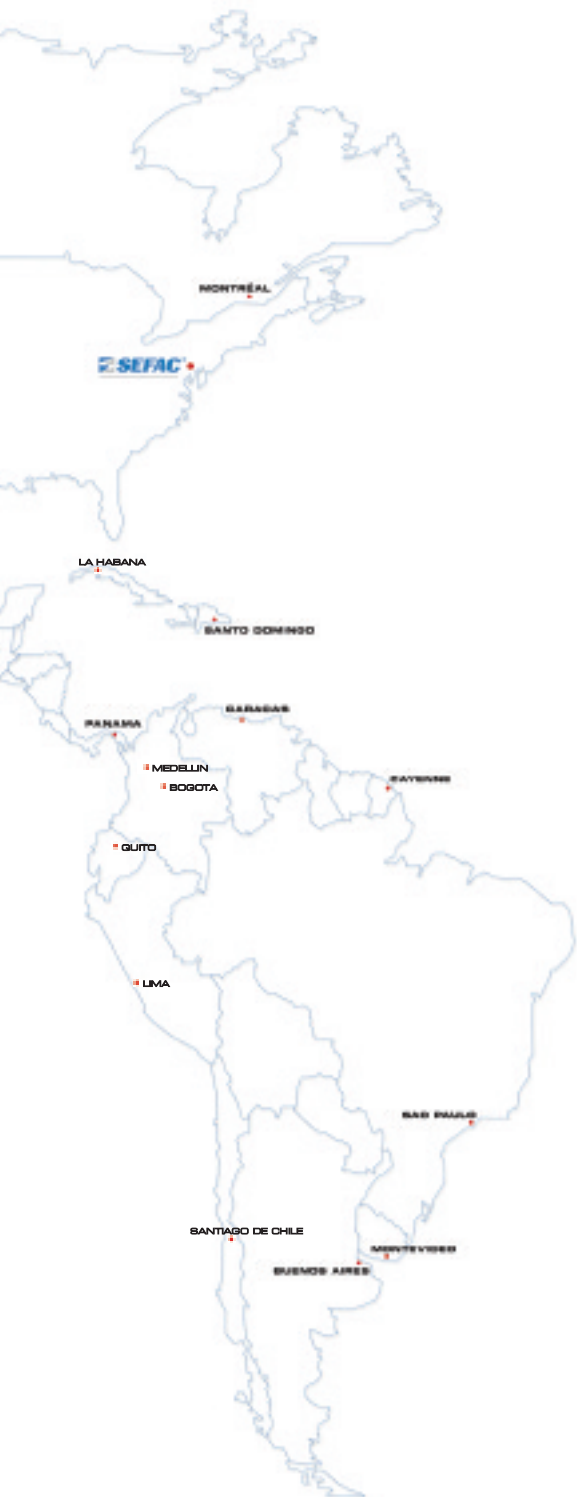 MONTRÉAL
SEFAC
LA HABANA
SANTO DOMINGO
CARACAS
PANAMA
MEDELLIN
CAYENNE
BOGOTA
QUITO
LIMA
SAO PAULO
SANTIAGO DE CHILE
MONTEVIDEO
BUENOS AIRES